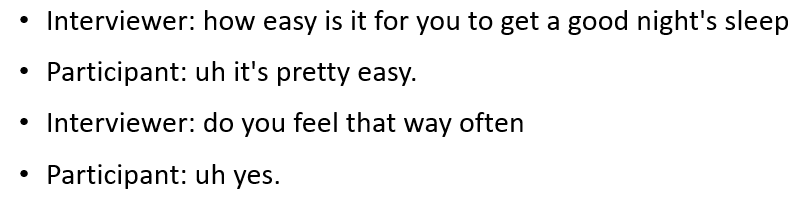 • Interviewer: how easy is it for you to get a good night's sleep
• Participant: uh it's pretty easy.
• Interviewer: do you feel that way often
• Participant: uh yes.